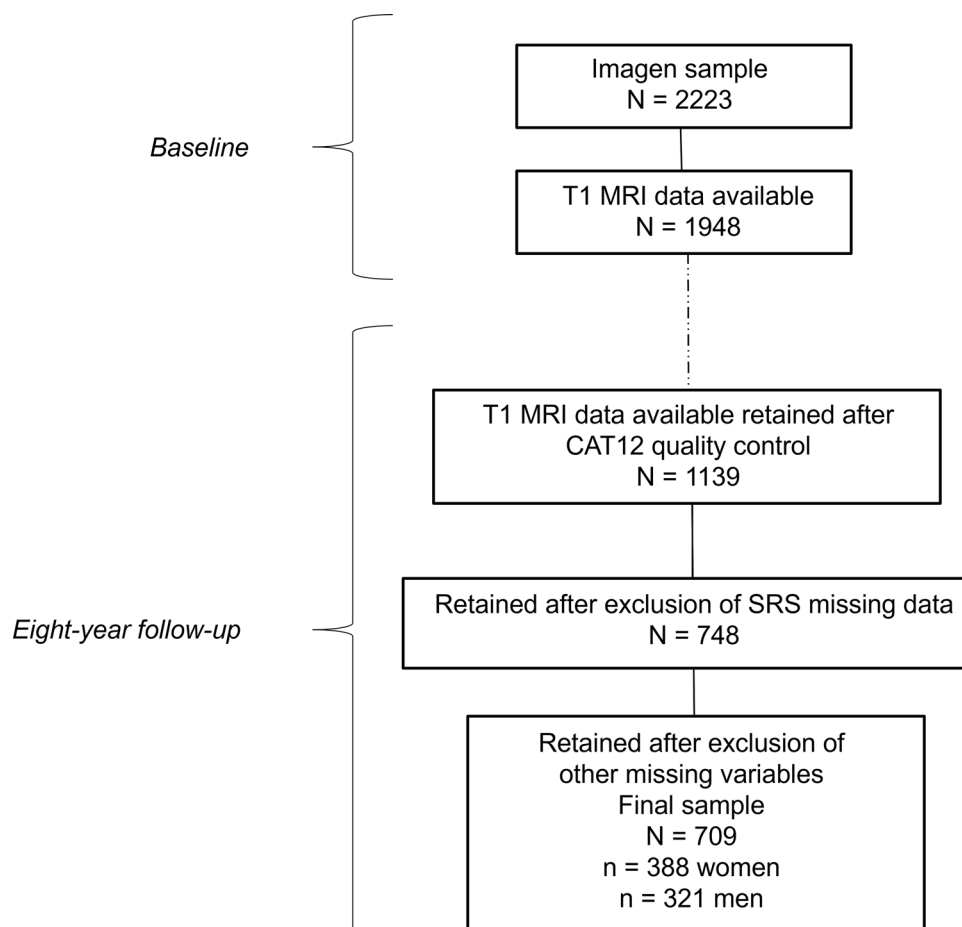 Imagen sample
N = 2223
Baseline
T1 MRI data available
N = 1948
T1 MRI data available retained after
CAT12 quality control
N = 1139
Retained after exclusion of SRS missing data
N = 748
Eight-year follow-up
Retained after exclusion of
other missing variables
Final sample
N = 709
n = 388 women
n = 321 men